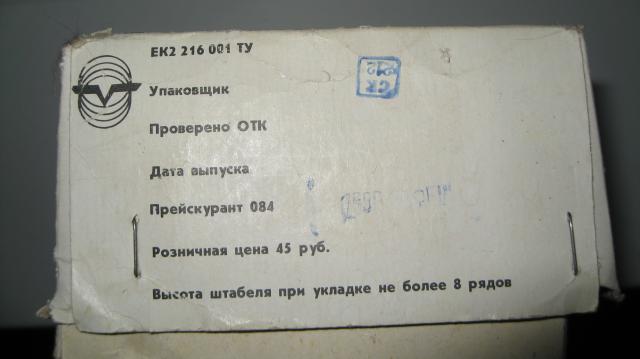 ЕК2 216 001 ТУ
Упаковщик
Проверено ОТК
Дата выпуска
Прейскурант 084
Розничная цена 45 руб.
Высота штабеля при укладке не более 8 рядов